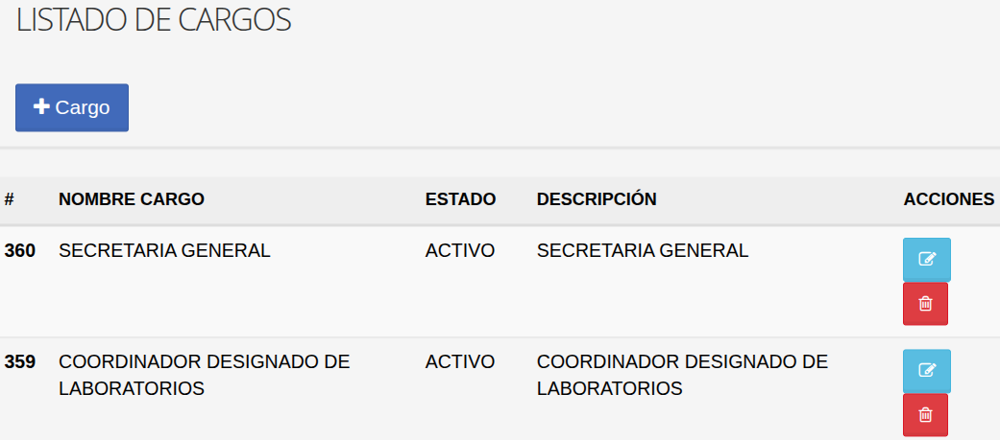 LISTADO DE CARGOS
Cargo
# NOMBRE CARGO ESTADO DESCRIPCIÓN ACCIONES
360 SECRETARIA GENERAL ACTIVO SECRETARIA GENERAL
359 COORDINADOR DESIGNADO DE ACTIVO COORDINADOR DESIGNADO DE
LABORATORIOS LABORATORIOS